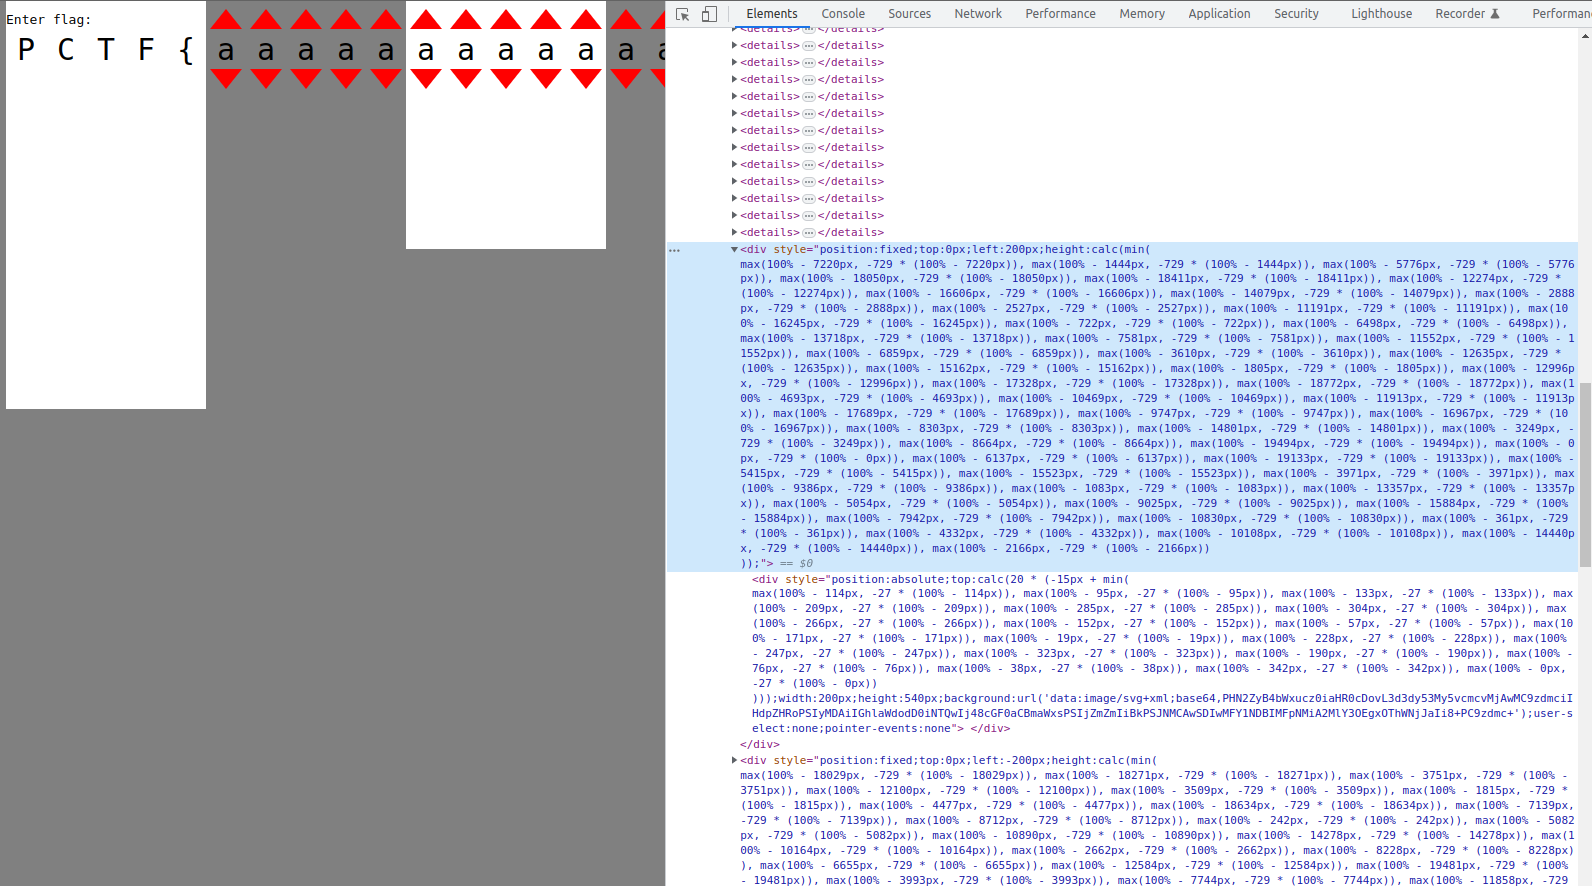 Enter flag:
P C T F { a a a a a a a a a a a a
Elements Console Sources Network Performance Memory Application Security Lighthouse Recorder Performan
<details>···</details>
<details>···</details>
<details>···</details>
<details>···</details>
<details>···</details>
<details>···</details>
<details>···</details>
<details>···</details>
<details>···</details>
<details>···</details>
<details>···</details>
<details>···</details>
<details>···</details>
<div style="position:fixed;top:0px;left:200px;height:calc(min(
max(100% - 7220px, -729 * (100% - 7220px)), max(100% - 1444px, -729 * (100% - 1444px)), max(100% - 5776px, -729 * (100% - 5776
px)), max(100% - 18050px, -729 * (100% - 18050px)), max(100% - 18411px, -729 * (100% - 18411px)), max(100% - 12274px, -729 *
(100% - 12274px)), max(100% - 16606px, -729 * (100% - 16606px)), max(100% - 14079px, -729 * (100% - 14079px)), max(100% - 2888
px, -729 * (100% - 2888px)), max(100% - 2527px, -729 * (100% - 2527px)), max(100% - 11191px, -729 * (100% - 11191px)), max(10
0% - 16245px, -729 * (100% - 16245px)), max(100% - 722px, -729 * (100% - 722px)), max(100% - 6498px, -729 * (100% - 6498px)),
max(100% - 13718px, -729 * (100% - 13718px)), max(100% - 7581px, -729 * (100% - 7581px)), max(100% - 11552px, -729 * (100% - 1
1552px)), max(100% - 6859px, -729 * (100% - 6859px)), max(100% - 3610px, -729 * (100% - 3610px)), max(100% - 12635px, -729 *
(100% - 12635px)), max(100% - 15162px, -729 * (100% - 15162px)), max(100% - 1805px, -729 * (100% - 1805px)), max(100% - 12996p
x, -729 * (100% - 12996px)), max(100% - 17328px, -729 * (100% - 17328px)), max(100% - 18772px, -729 * (100% - 18772px)), max(1
00% - 4693px, -729 * (100% - 4693px)), max(100% - 10469px, -729 * (100% - 10469px)), max(100% - 11913px, -729 * (100% - 11913p
x)), max(100% - 17689px, -729 * (100% - 17689px)), max(100% - 9747px, -729 * (100% - 9747px)), max(100% - 16967px, -729 * (10
0% - 16967px)), max(100% - 8303px, -729 * (100% - 8303px)), max(100% - 14801px, -729 * (100% - 14801px)), max(100% - 3249px, -
729 * (100% - 3249px)), max(100% - 8664px, -729 * (100% - 8664px)), max(100% - 19494px, -729 * (100% - 19494px)), max(100% - 0
px, -729 * (100% - 0px)), max(100% - 6137px, -729 * (100% - 6137px)), max(100% - 19133px, -729 * (100% - 19133px)), max(100% -
5415px, -729 * (100% - 5415px)), max(100% - 15523px, -729 * (100% - 15523px)), max(100% - 3971px, -729 * (100% - 3971px)), max
(100% - 9386px, -729 * (100% - 9386px)), max(100% - 1083px, -729 * (100% - 1083px)), max(100% - 13357px, -729 * (100% - 13357p
x)), max(100% - 5054px, -729 * (100% - 5054px)), max(100% - 9025px, -729 * (100% - 9025px)), max(100% - 15884px, -729 * (100%
- 15884px)), max(100% - 7942px, -729 * (100% - 7942px)), max(100% - 10830px, -729 * (100% - 10830px)), max(100% - 361px, -729
* (100% - 361px)), max(100% - 4332px, -729 * (100% - 4332px)), max(100% - 10108px, -729 * (100% - 10108px)), max(100% - 14440p
x, -729 * (100% - 14440px)), max(100% - 2166px, -729 * (100% - 2166px))
));"> == $0
<div style="position:absolute;top:calc(20 * (-15px + min(
max(100% - 114px, -27 * (100% - 114px)), max(100% - 95px, -27 * (100% - 95px)), max(100% - 133px, -27 * (100% - 133px)), max
(100% - 209px, -27 * (100% - 209px)), max(100% - 285px, -27 * (100% - 285px)), max(100% - 304px, -27 * (100% - 304px)), max
(100% - 266px, -27 * (100% - 266px)), max(100% - 152px, -27 * (100% - 152px)), max(100% - 57px, -27 * (100% - 57px)), max(10
0% - 171px, -27 * (100% - 171px)), max(100% - 19px, -27 * (100% - 19px)), max(100% - 228px, -27 * (100% - 228px)), max(100%
- 247px, -27 * (100% - 247px)), max(100% - 323px, -27 * (100% - 323px)), max(100% - 190px, -27 * (100% - 190px)), max(100% -
76px, -27 * (100% - 76px)), max(100% - 38px, -27 * (100% - 38px)), max(100% - 342px, -27 * (100% - 342px)), max(100% - 0px,
-27 * (100% - 0px))
)));width:200px;height:540px;background:url('data:image/svg+xml;base64,PHN2ZyB4bWxucz0iaHR0cDovL3d3dy53My5vcmcvMjAwMC9zdmciI
HdpZHRoPSIyMDAiIGhlaWdodD0iNTQwIj48cGF0aCBmaWxsPSIjZmZmIiBkPSJNMCAwSDIwMFY1NDBIMFpNMiA2MlY3OEgxOThWNjJaIi8+PC9zdmc+');user-s
elect:none;pointer-events:none"> </div>
</div>
<div style="position:fixed;top:0px;left:-200px;height:calc(min(
max(100% - 18029px, -729 * (100% - 18029px)), max(100% - 18271px, -729 * (100% - 18271px)), max(100% - 3751px, -729 * (100% -
3751px)), max(100% - 12100px, -729 * (100% - 12100px)), max(100% - 3509px, -729 * (100% - 3509px)), max(100% - 1815px, -729 *
(100% - 1815px)), max(100% - 4477px, -729 * (100% - 4477px)), max(100% - 18634px, -729 * (100% - 18634px)), max(100% - 7139px,
-729 * (100% - 7139px)), max(100% - 8712px, -729 * (100% - 8712px)), max(100% - 242px, -729 * (100% - 242px)), max(100% - 5082
px, -729 * (100% - 5082px)), max(100% - 10890px, -729 * (100% - 10890px)), max(100% - 14278px, -729 * (100% - 14278px)), max(1
00% - 10164px, -729 * (100% - 10164px)), max(100% - 2662px, -729 * (100% - 2662px)), max(100% - 8228px, -729 * (100% - 8228px)
), max(100% - 6655px, -729 * (100% - 6655px)), max(100% - 12584px, -729 * (100% - 12584px)), max(100% - 19481px, -729 * (100%
- 19481px)), max(100% - 3993px, -729 * (100% - 3993px)), max(100% - 7744px, -729 * (100% - 7744px)), max(100% - 11858px, -729